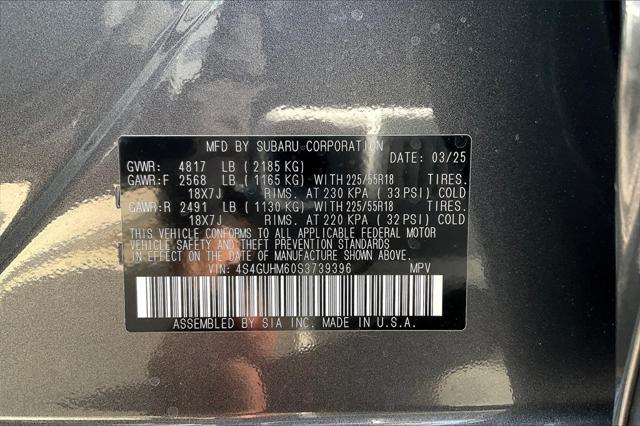 MFD BY SUBARU CORPORATION
GVWR: 4817 LB (2185 KG) DATE: 03/25
GAWR:F 2568 LB (1165 KG) WITH 225/55R18 TIRES.
18X7J RIMS. AT 230 KPA (33 PSI) COLD
GAWR:R 2491 LB (1130 KG) WITH 225/55R18 TIRES.
18X7J RIMS. AT 220 KPA (32 PSI) COLD
THIS VEHICLE CONFORMS TO ALL APPLICABLE FEDERAL MOTOR
VEHICLE SAFETY AND THEFT PREVENTION STANDARDS
IN EFFECT ON THE DATE OF MANUFACTURE SHOWN ABOVE.
VIN: 4S4GUHM60S3739396 MPV
ASSEMBLED BY SIA INC. MADE IN U.S.A.